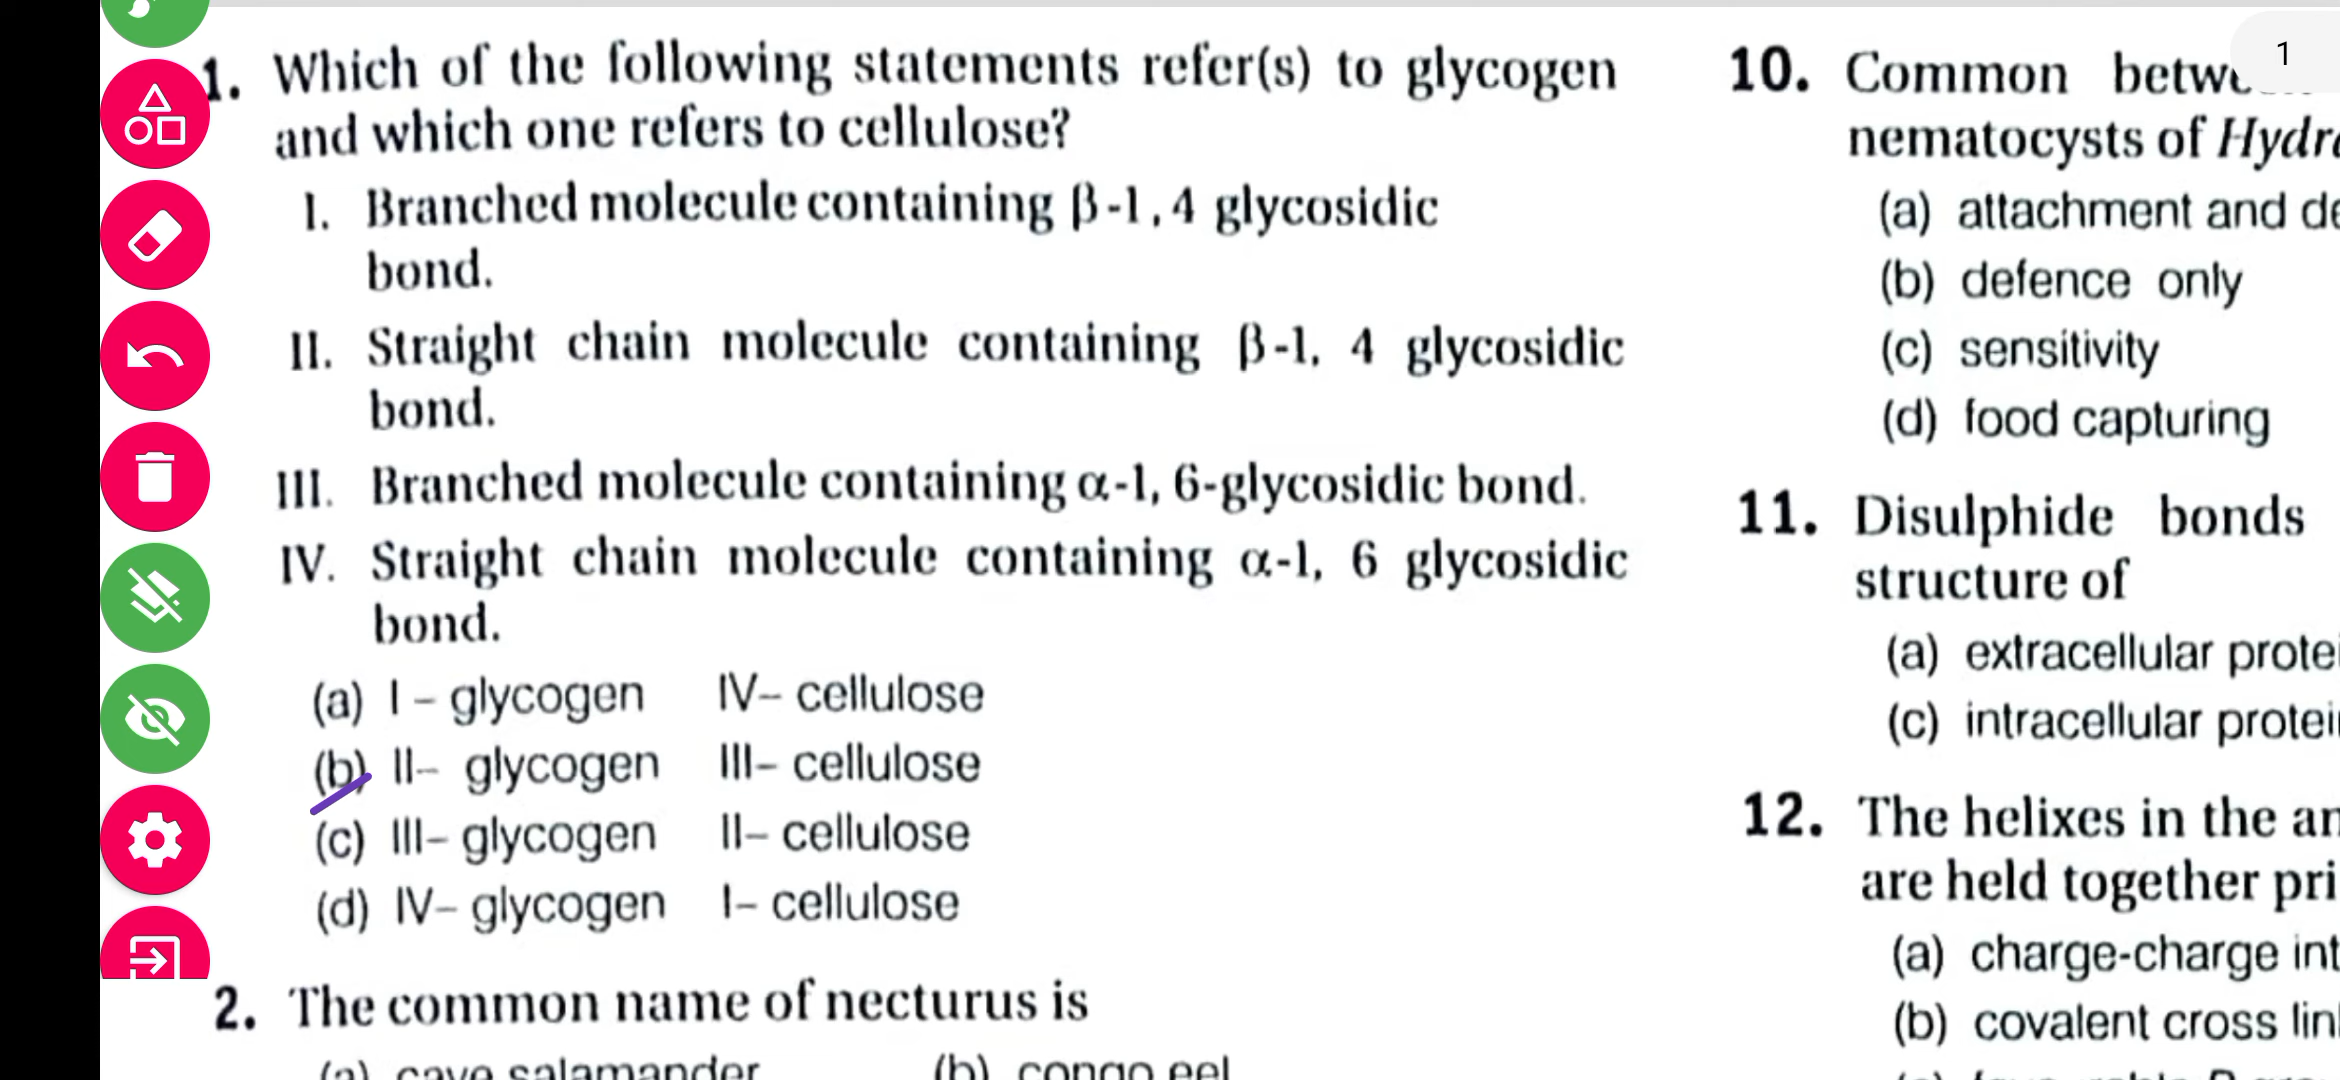 1
1. Which of the following statements refer(s) to glycogen
and which one refers to cellulose?
I. Branched molecule containing β-1, 4 glycosidic
bond.
II. Straight chain molecule containing β-1, 4 glycosidic
bond.
III. Branched molecule containing α-1, 6-glycosidic bond.
IV. Straight chain molecule containing α-1, 6 glycosidic
bond.
(a) I – glycogen IV– cellulose
(b) II– glycogen III– cellulose
(c) III– glycogen II– cellulose
(d) IV– glycogen I– cellulose
2. The common name of necturus is
(a) cave salamander (b) congo eel
10. Common
nematocysts of
(a) attachment and
(b) defence only
(c) sensitivity
(d) food capturing
11. Disulphide bonds
structure of
(a) extracellular
(c) intracellular
12. The helixes in the
are held together
(a) charge-charge
(b) covalent cross